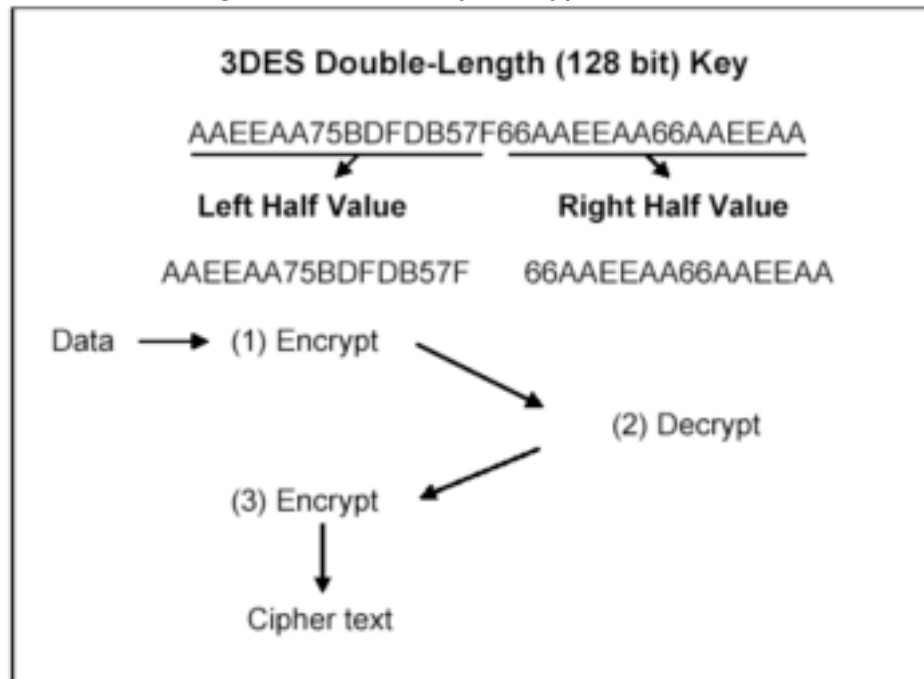 3DES Double-Length (128 bit) Key
AAEEAA75BDFDB57F66AAEEAA66AAEEAA
Left Half Value Right Half Value
AAEEAA75BDFDB57F 66AAEEAA66AAEEAA
Data (1) Encrypt
(2) Decrypt
(3) Encrypt
Cipher text